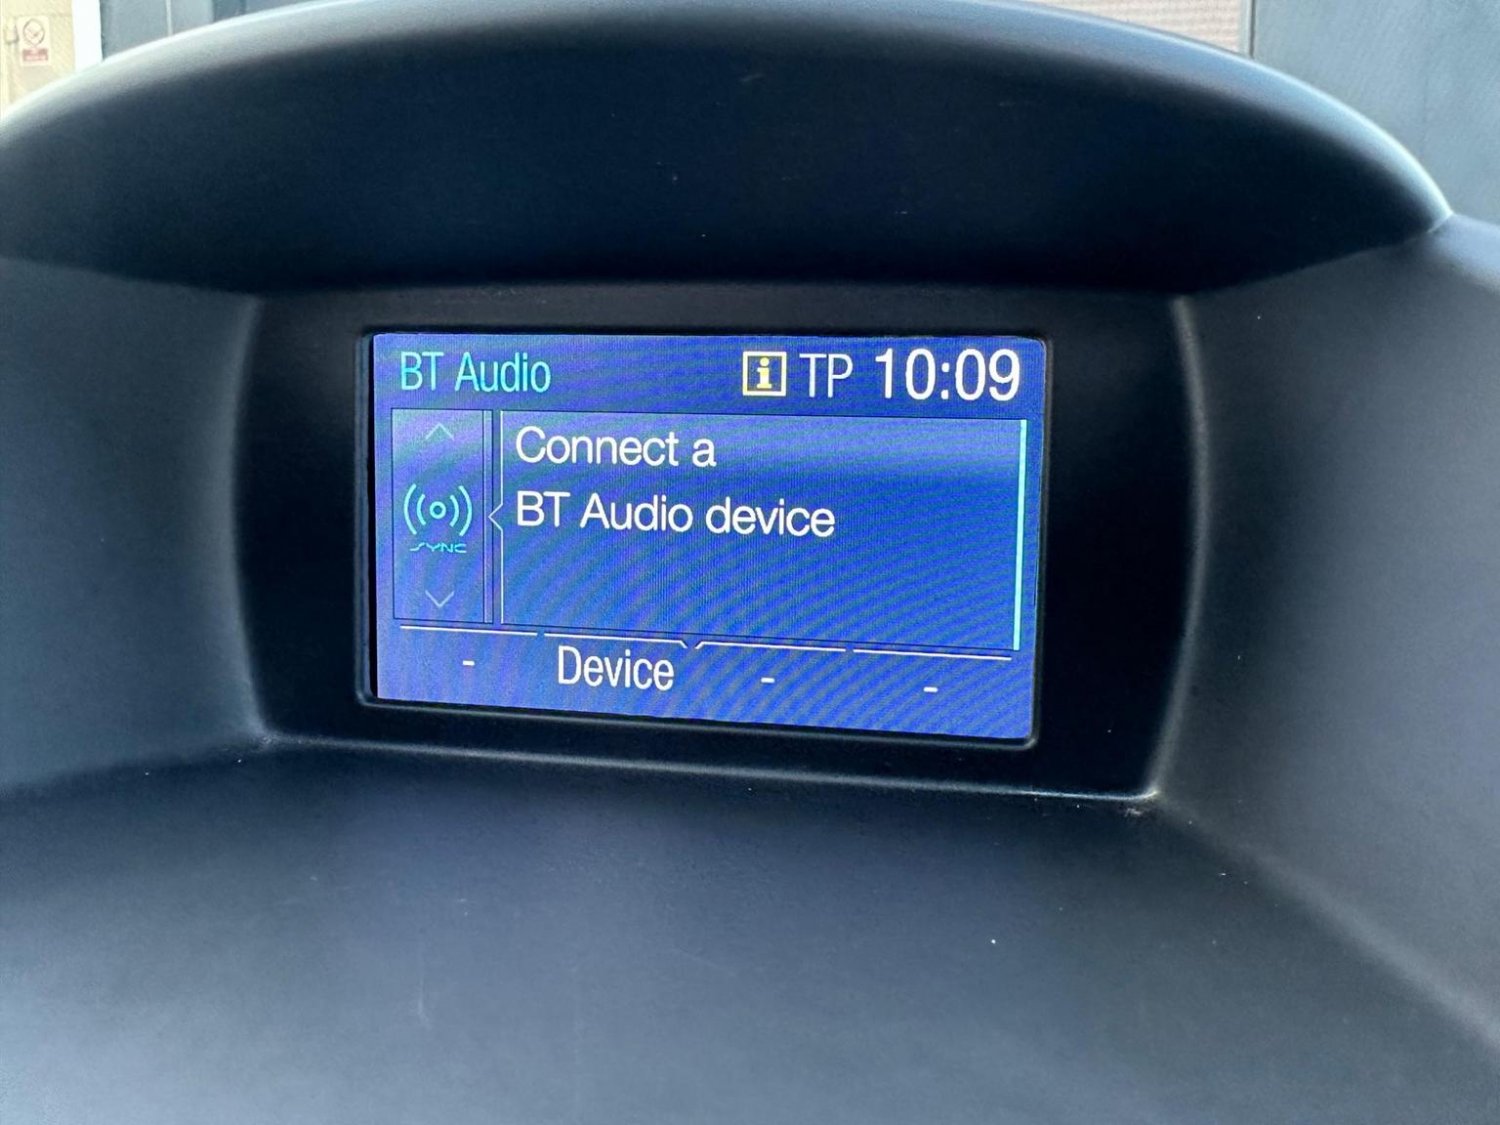 BT Audio
i TP 10:09
Connect a
BT Audio device
SYNC
- Device - -